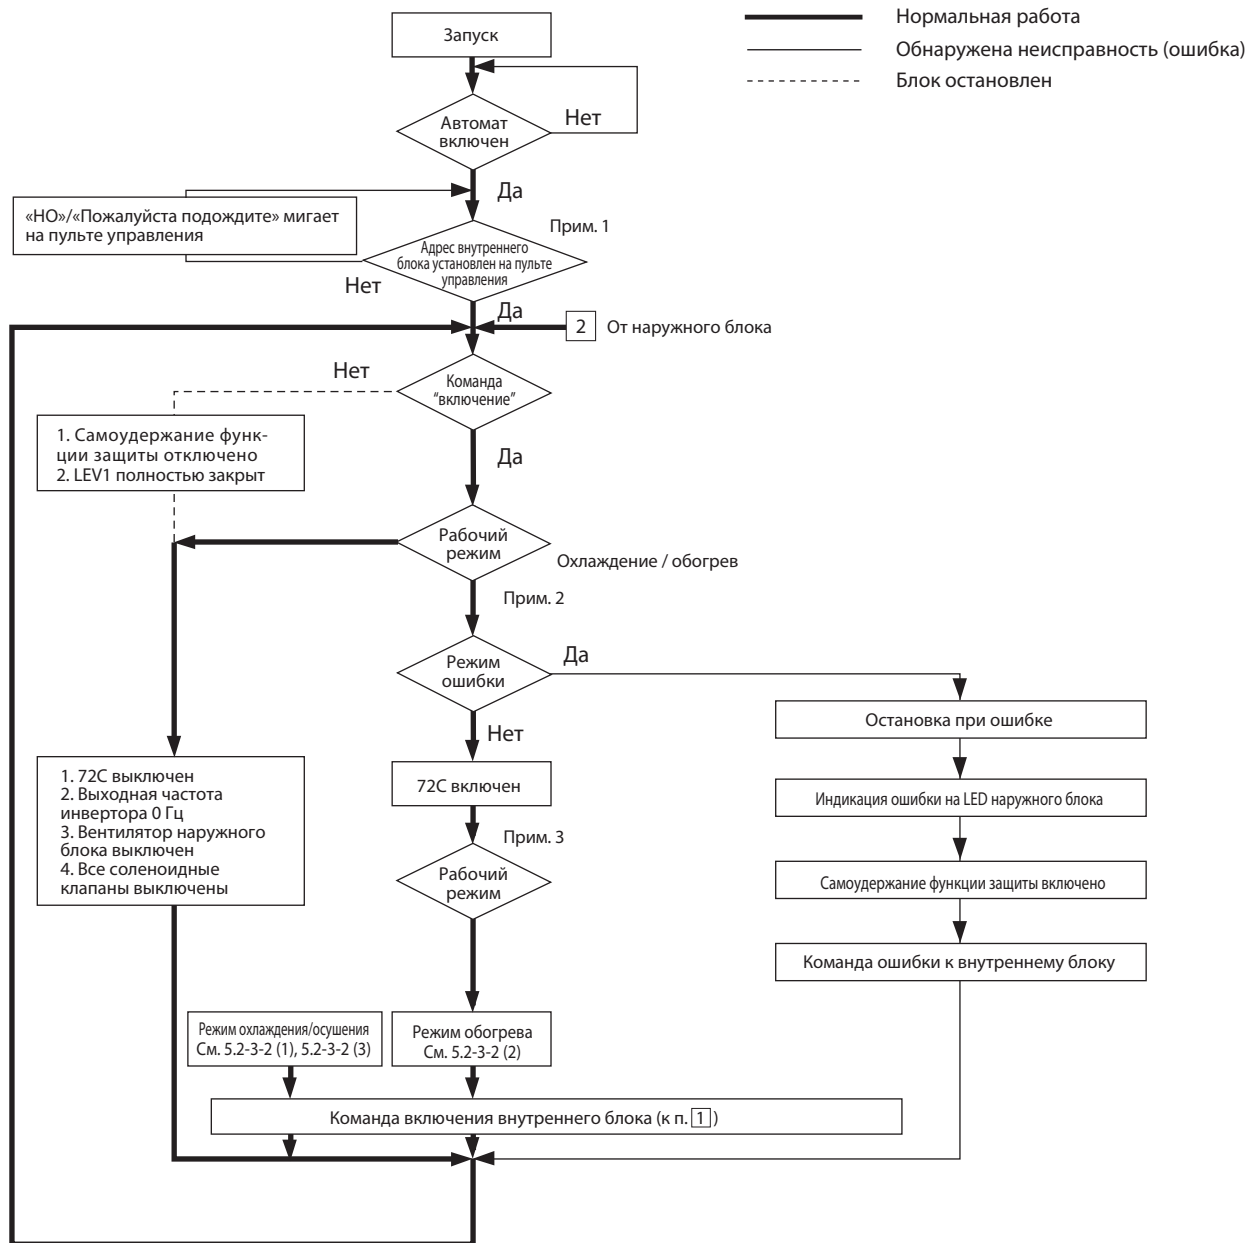 Запуск
Нормальная работа
Обнаружена неисправность (ошибка)
Блок остановлен
Автомат
включен
Нет
Да
«HO»/«Пожалуйста подождите» мигает
на пульте управления
Прим. 1
Адрес внутреннего
блока установлен на пульте
управления
Нет
Да
2 От наружного блока
Нет
Команда
“включение”
1. Самоудержание функ-
ции защиты отключено
2. LEV1 полностью закрыт
Да
Рабочий
режим
Охлаждение / обогрев
Прим. 2
Режим
ошибки
Да
Остановка при ошибке
Нет
1. 72С выключен
2. Выходная частота
инвертора 0 Гц
3. Вентилятор наружного
блока выключен
4. Все соленоидные
клапаны выключены
72С включен
Индикация ошибки на LED наружного блока
Прим. 3
Рабочий
режим
Самоудержание функции защиты включено
Команда ошибки к внутреннему блоку
Режим охлаждения/осушения
См. 5.2-3-2 (1), 5.2-3-2 (3)
Режим обогрева
См. 5.2-3-2 (2)
Команда включения внутреннего блока (к п. 1)